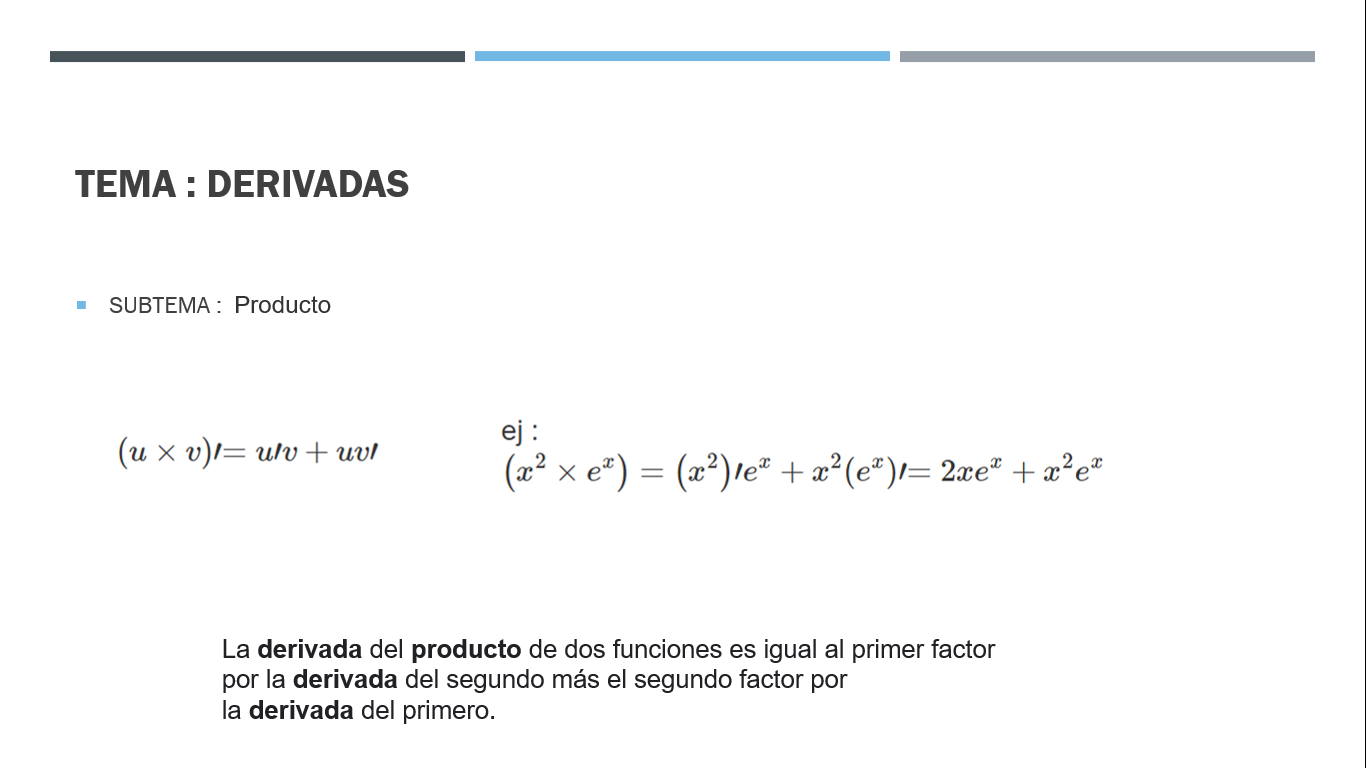 TEMA : DERIVADAS
SUBTEMA : Producto
(u × v)′= u′v + uv′
ej :
(x² × eˣ) = (x²)′eˣ + x²(eˣ)′= 2xeˣ + x²eˣ
La derivada del producto de dos funciones es igual al primer factor
por la derivada del segundo más el segundo factor por
la derivada del primero.